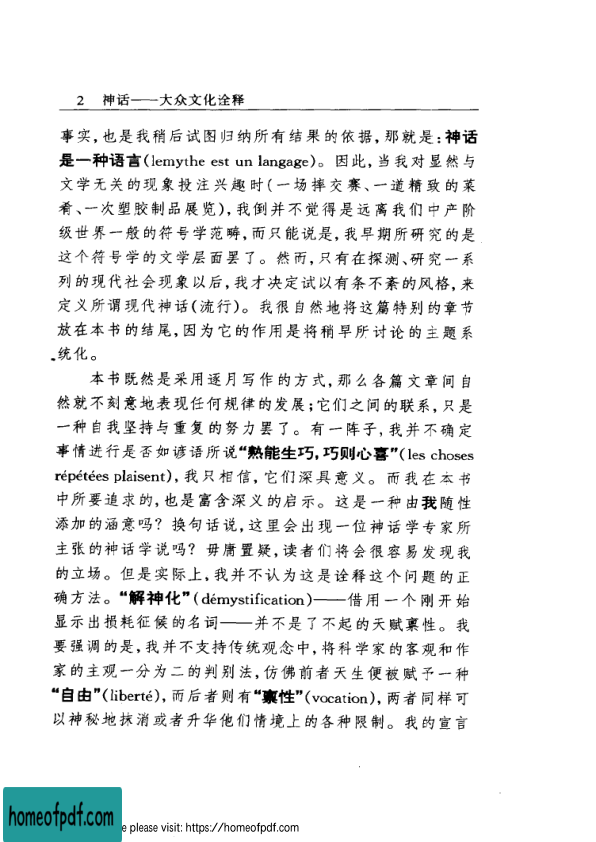 2 神话——大众文化诠释
事实,也是我稍后试图归纳所有结果的依据,那就是:神话
是一种语言(lemythe est un langage)。因此,当我对显然与
文学无关的现象投注兴趣时(一场摔交赛、一道精致的菜
肴、一次塑胶制品展览),我倒并不觉得是远离我们中产阶
级世界一般的符号学范畴,而只能说是,我早期所研究的是
这个符号学的文学层面罢了。然而,只有在探测、研究一系
列的现代社会现象以后,我才决定试以有条不紊的风格,来
定义所谓现代神话(流行)。我很自然地将这篇特别的章节
放在本书的结尾,因为它的作用是将稍早所讨论的主题系
统化。
本书既然是采用逐月写作的方式,那么各篇文章间自
然就不刻意地表现任何规律的发展;它们之间的联系,只是
一种自我坚持与重复的努力罢了。有一阵子,我并不确定
事情进行是否如谚语所说“熟能生巧,巧则心喜”(les choses
répétées plaisent),我只相信,它们深具意义。而我在本书
中所要追求的,也是富含深义的启示。这是一种由我随性
添加的涵意吗?换句话说,这里会出现一位神话学专家所
主张的神话学说吗?毋庸置疑,读者们将会很容易发现我
的立场。但是实际上,我并不认为这是诠释这个问题的正
确方法。“解神化”(démystification)——借用一个刚开始
显示出损耗征候的名词——并不是了不起的天赋禀性。我
要强调的是,我并不支持传统观念中,将科学家的客观和作
家的主观一分为二的判别法,仿佛前者天生便被赋予一种
“自由”(liberté),而后者则有“禀性”(vocation),两者同样可
以神秘地抹消或者升华他们情境上的各种限制。我的宣言
homeofpdf.com
e please visit: https://homeofpdf.com